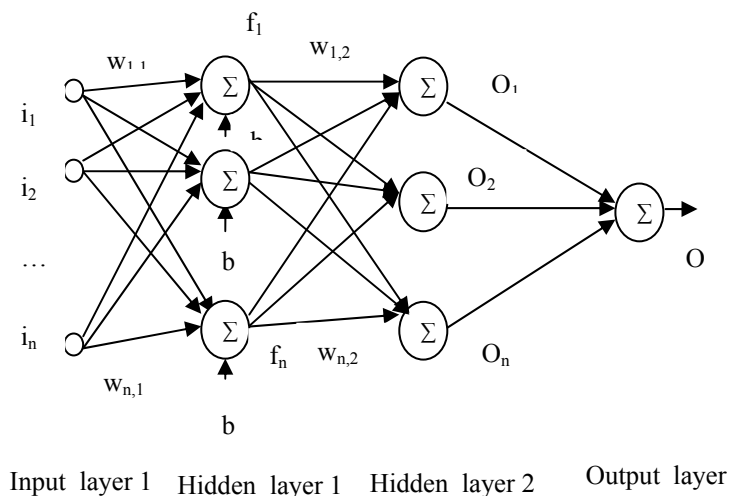 f1
w1,1 w1,2
Σ Σ O1
i1
b
i2 Σ Σ O2 Σ
… b O
in Σ fn wn,2 Σ On
wn,1
b
Input layer 1 Hidden layer 1 Hidden layer 2 Output layer